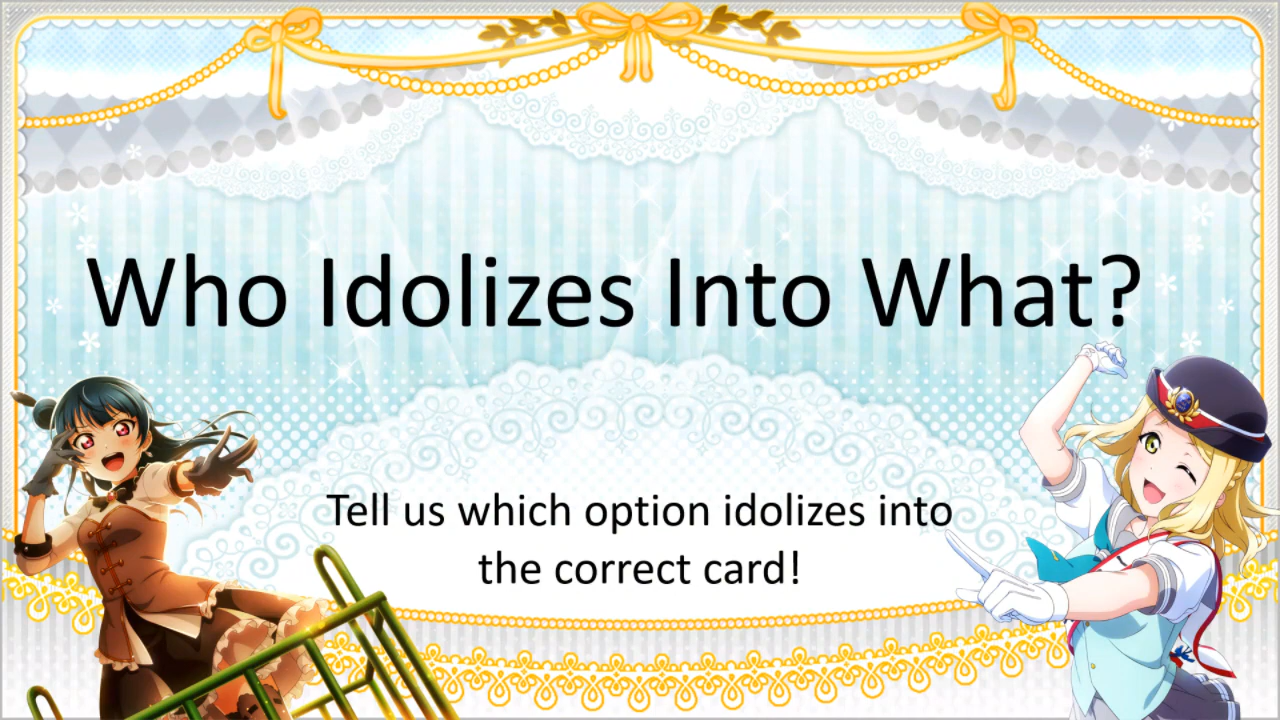 Who Idolizes Into What?
Tell us which option idolizes into
the correct card!